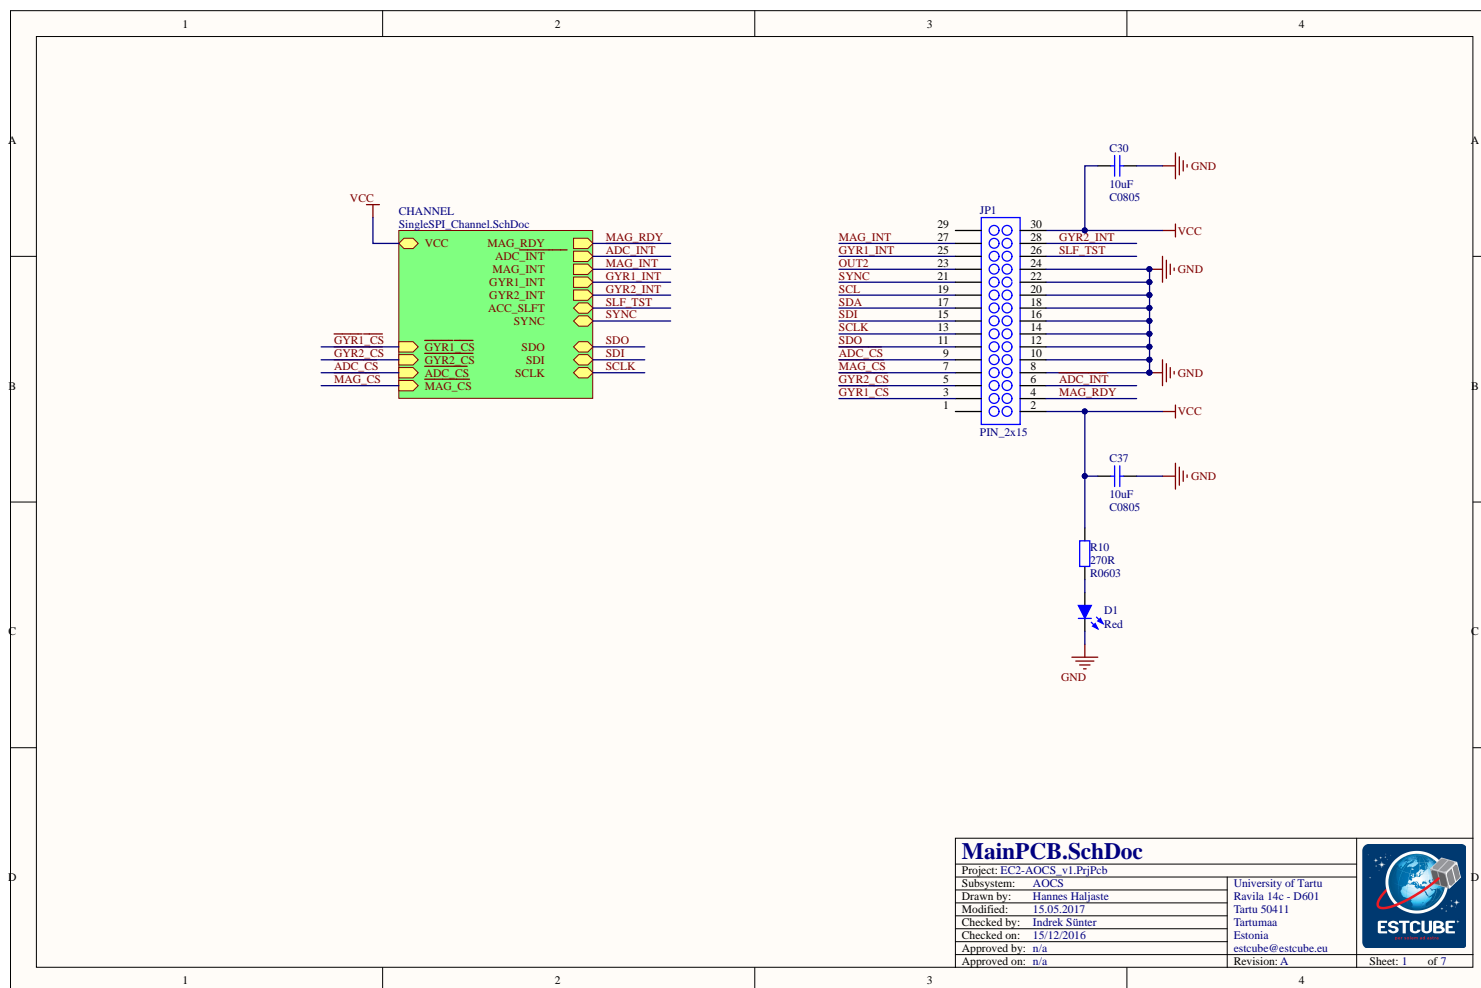 1 2 3 4
A A
B B
C C
D D
1 2 3 4
VCC
CHANNEL
SingleSPI_Channel.SchDoc
VCC MAG_RDY MAG_RDY
ADC_INT ADC_INT
MAG_INT MAG_INT
GYR1_INT GYR1_INT
GYR2_INT GYR2_INT
ACC_SLFT SLF_TST
SYNC SYNC
GYR1_CS GYR1_CS SDO SDO
GYR2_CS GYR2_CS SDI SDI
ADC_CS ADC_CS SCLK SCLK
MAG_CS MAG_CS
C30
GND
10uF
C0805
JP1
29 30 VCC
MAG_INT 27 28 GYR2_INT
GYR1_INT 25 26 SLF_TST
OUT2 23 24 GND
SYNC 21 22
SCL 19 20
SDA 17 18
SDI 15 16
SCLK 13 14
SDO 11 12
ADC_CS 9 10
MAG_CS 7 8 GND
GYR2_CS 5 6 ADC_INT
GYR1_CS 3 4 MAG_RDY
1 2 VCC
PIN_2x15
C37
GND
10uF
C0805
R10
270R
R0603
D1
Red
GND
MainPCB.SchDoc
Project: EC2-AOCS_v1.PrjPcb
Subsystem: AOCS
Drawn by: Hannes Haljaste
Modified: 15.05.2017
Checked by: Indrek Sünter
Checked on: 15/12/2016
Approved by: n/a
Approved on: n/a
University of Tartu
Ravila 14c - D601
Tartu 50411
Tartumaa
Estonia
estcube@estcube.eu
Revision: A
ESTCUBE
Sheet: 1 of 7